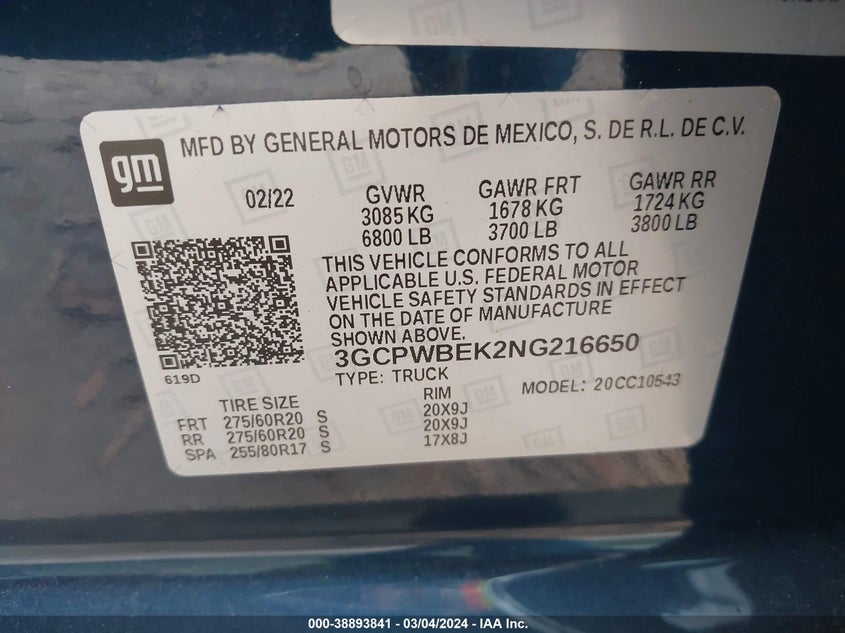 gm
MFD BY GENERAL MOTORS DE MEXICO, S. DE R.L. DE C.V.
02/22 GVWR GAWR FRT GAWR RR
3085 KG 1678 KG 1724 KG
6800 LB 3700 LB 3800 LB
THIS VEHICLE CONFORMS TO ALL
APPLICABLE U.S. FEDERAL MOTOR
VEHICLE SAFETY STANDARDS IN EFFECT
ON THE DATE OF MANUFACTURE
SHOWN ABOVE.
3GCPWBEK2NG216650
619D
TYPE: TRUCK MODEL: 20CC10543
TIRE SIZE RIM
FRT 275/60R20 S 20X9J
RR 275/60R20 S 20X9J
SPA 255/80R17 S 17X8J
000-38893841 - 03/04/2024 - IAA Inc.